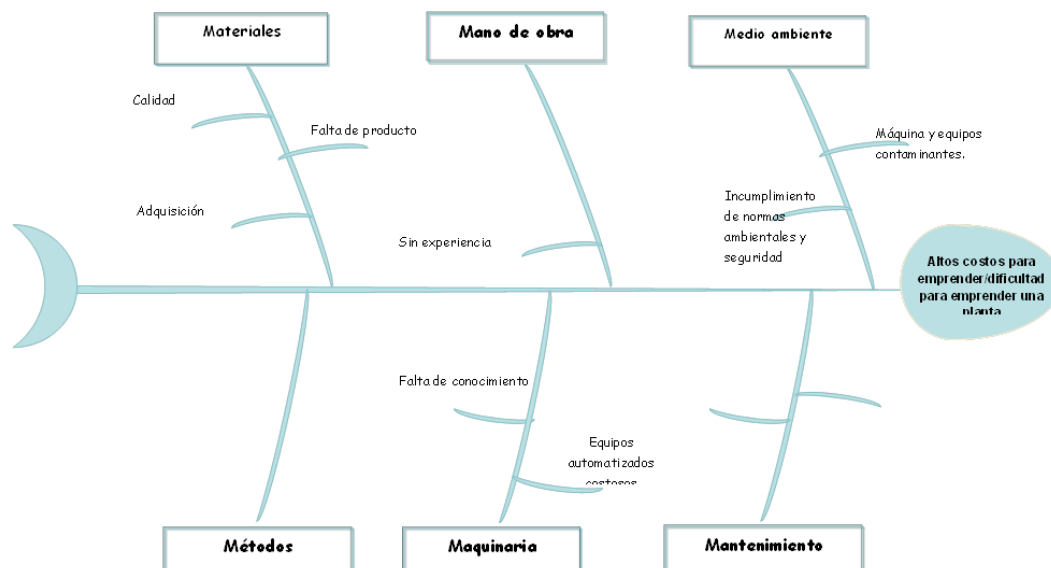 Materiales
Mano de obra
Medio ambiente
Calidad
Falta de producto
Máquina y equipos
contaminantes.
Adquisición
Incumplimiento
de normas
ambientales y
seguridad
Sin experiencia
Altos costos para
emprender/dificultad
para emprender una
planta
Falta de conocimiento
Equipos
automatizados
costosos
Métodos
Maquinaria
Mantenimiento